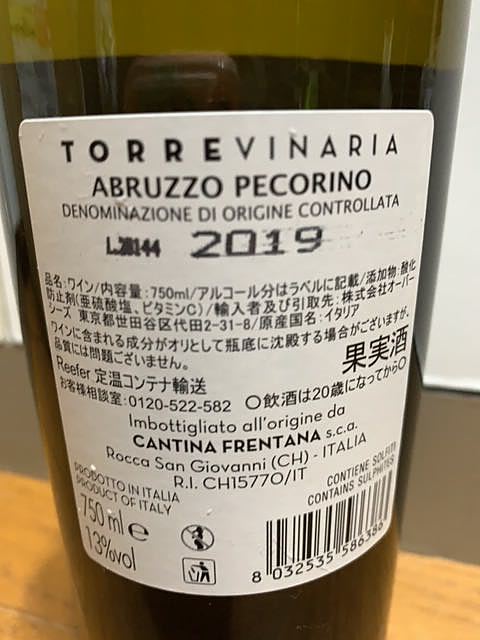 TORREVINARIA
ABRUZZO PECORINO
DENOMINAZIONE DI ORIGINE CONTROLLATA
L.20144 2019
品名:ワイン/内容量:750ml/アルコール分はラベルに記載/添加物:酸化
防止剤(亜硫酸塩、ビタミンC)/輸入者及び引取先:株式会社オーバー
シーズ 東京都世田谷区代田2-31-8/原産国名:イタリア
ワインに含まれる成分がオリとして瓶底に沈殿する場合がございますが、
品質には問題ございません。
果実酒
Reefer 定温コンテナ輸送
お客様相談室:0120-522-582 〇飲酒は20歳になってから〇
Imbottigliato all'origine da
CANTINA FRENTANA s.c.a.
Rocca San Giovanni (CH) - ITALIA
R.I. CH15770/IT
PRODOTTO IN ITALIA
PRODUCT OF ITALY
CONTIENE SOLFITI
CONTAINS SULPHITES
750 ml e
13%vol
8 032535 586386